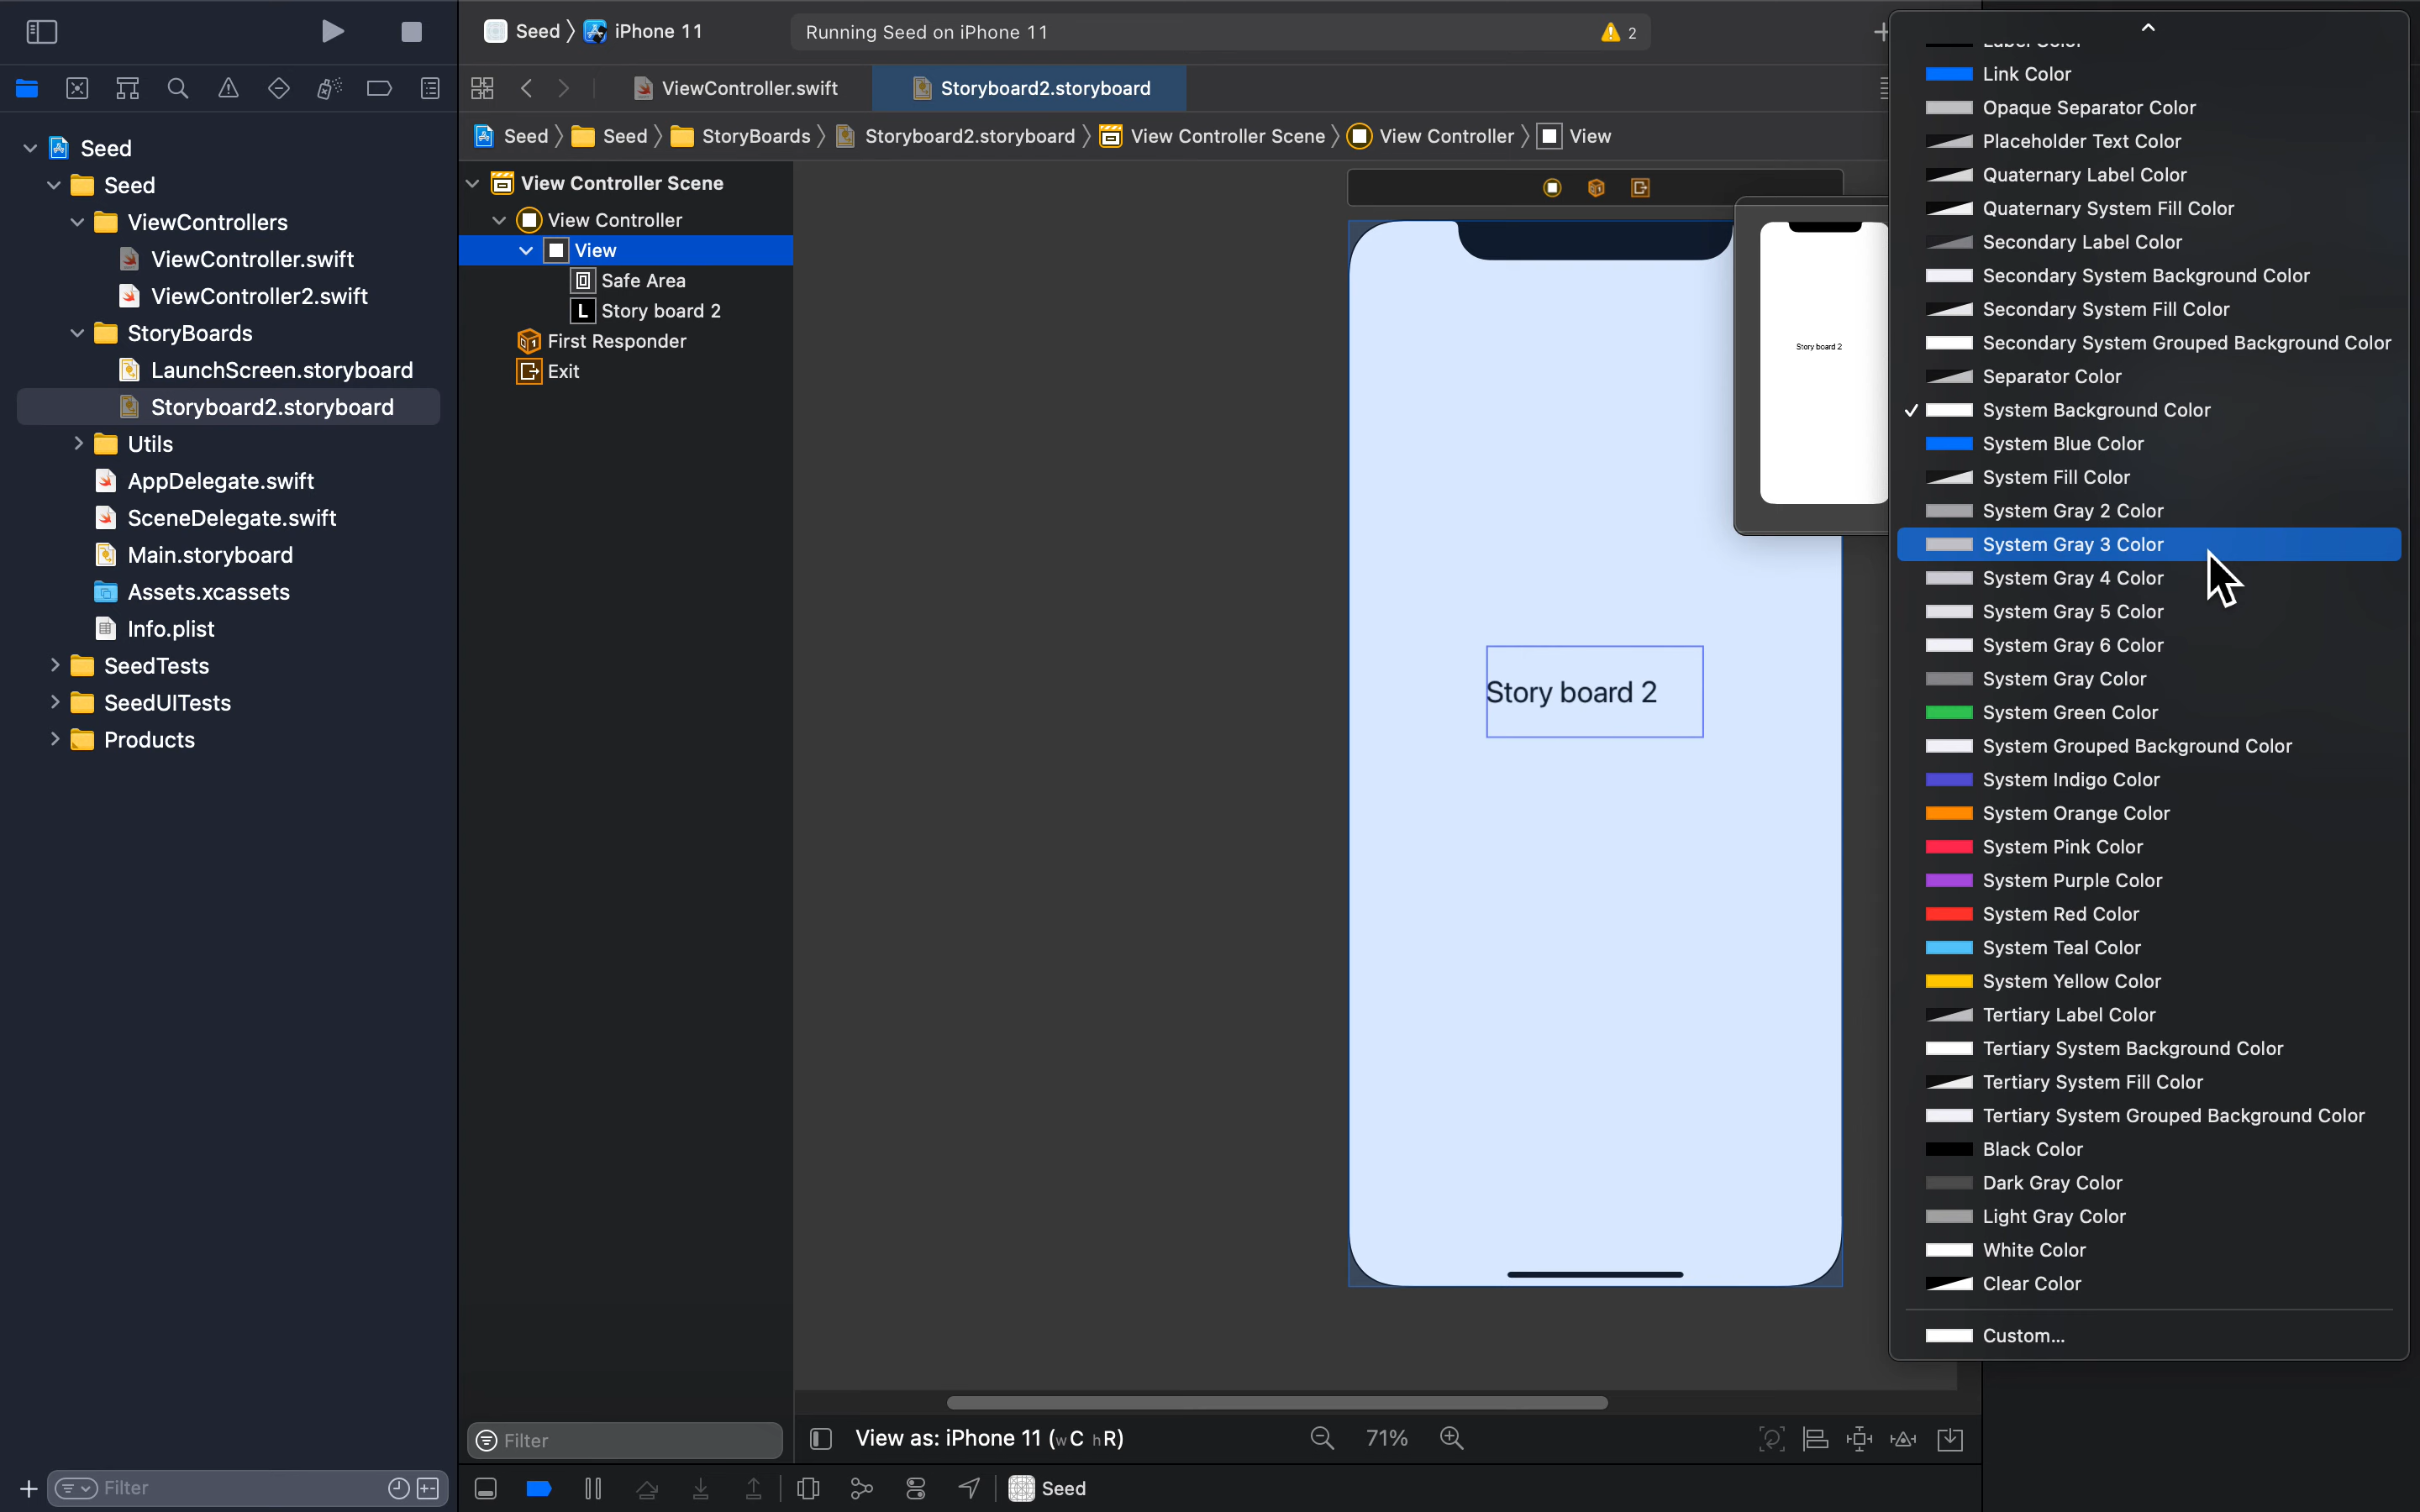 Seed
iPhone 11
Running Seed on iPhone 11
2
ViewController.swift
Storyboard2.storyboard
Seed
Seed
StoryBoards
Storyboard2.storyboard
View Controller Scene
View Controller
View
Seed
Seed
ViewControllers
ViewController.swift
ViewController2.swift
StoryBoards
LaunchScreen.storyboard
Storyboard2.storyboard
Utils
AppDelegate.swift
SceneDelegate.swift
Main.storyboard
Assets.xcassets
Info.plist
SeedTests
SeedUITests
Products
Filter
View Controller Scene
View Controller
View
Safe Area
L Story board 2
First Responder
Exit
Filter
Story board 2
Story board 2
Label Color
Link Color
Opaque Separator Color
Placeholder Text Color
Quaternary Label Color
Quaternary System Fill Color
Secondary Label Color
Secondary System Background Color
Secondary System Fill Color
Secondary System Grouped Background Color
Separator Color
System Background Color
System Blue Color
System Fill Color
System Gray 2 Color
System Gray 3 Color
System Gray 4 Color
System Gray 5 Color
System Gray 6 Color
System Gray Color
System Green Color
System Grouped Background Color
System Indigo Color
System Orange Color
System Pink Color
System Purple Color
System Red Color
System Teal Color
System Yellow Color
Tertiary Label Color
Tertiary System Background Color
Tertiary System Fill Color
Tertiary System Grouped Background Color
Black Color
Dark Gray Color
Light Gray Color
White Color
Clear Color
Custom...
View as: iPhone 11 (wC hR)
71%
Seed